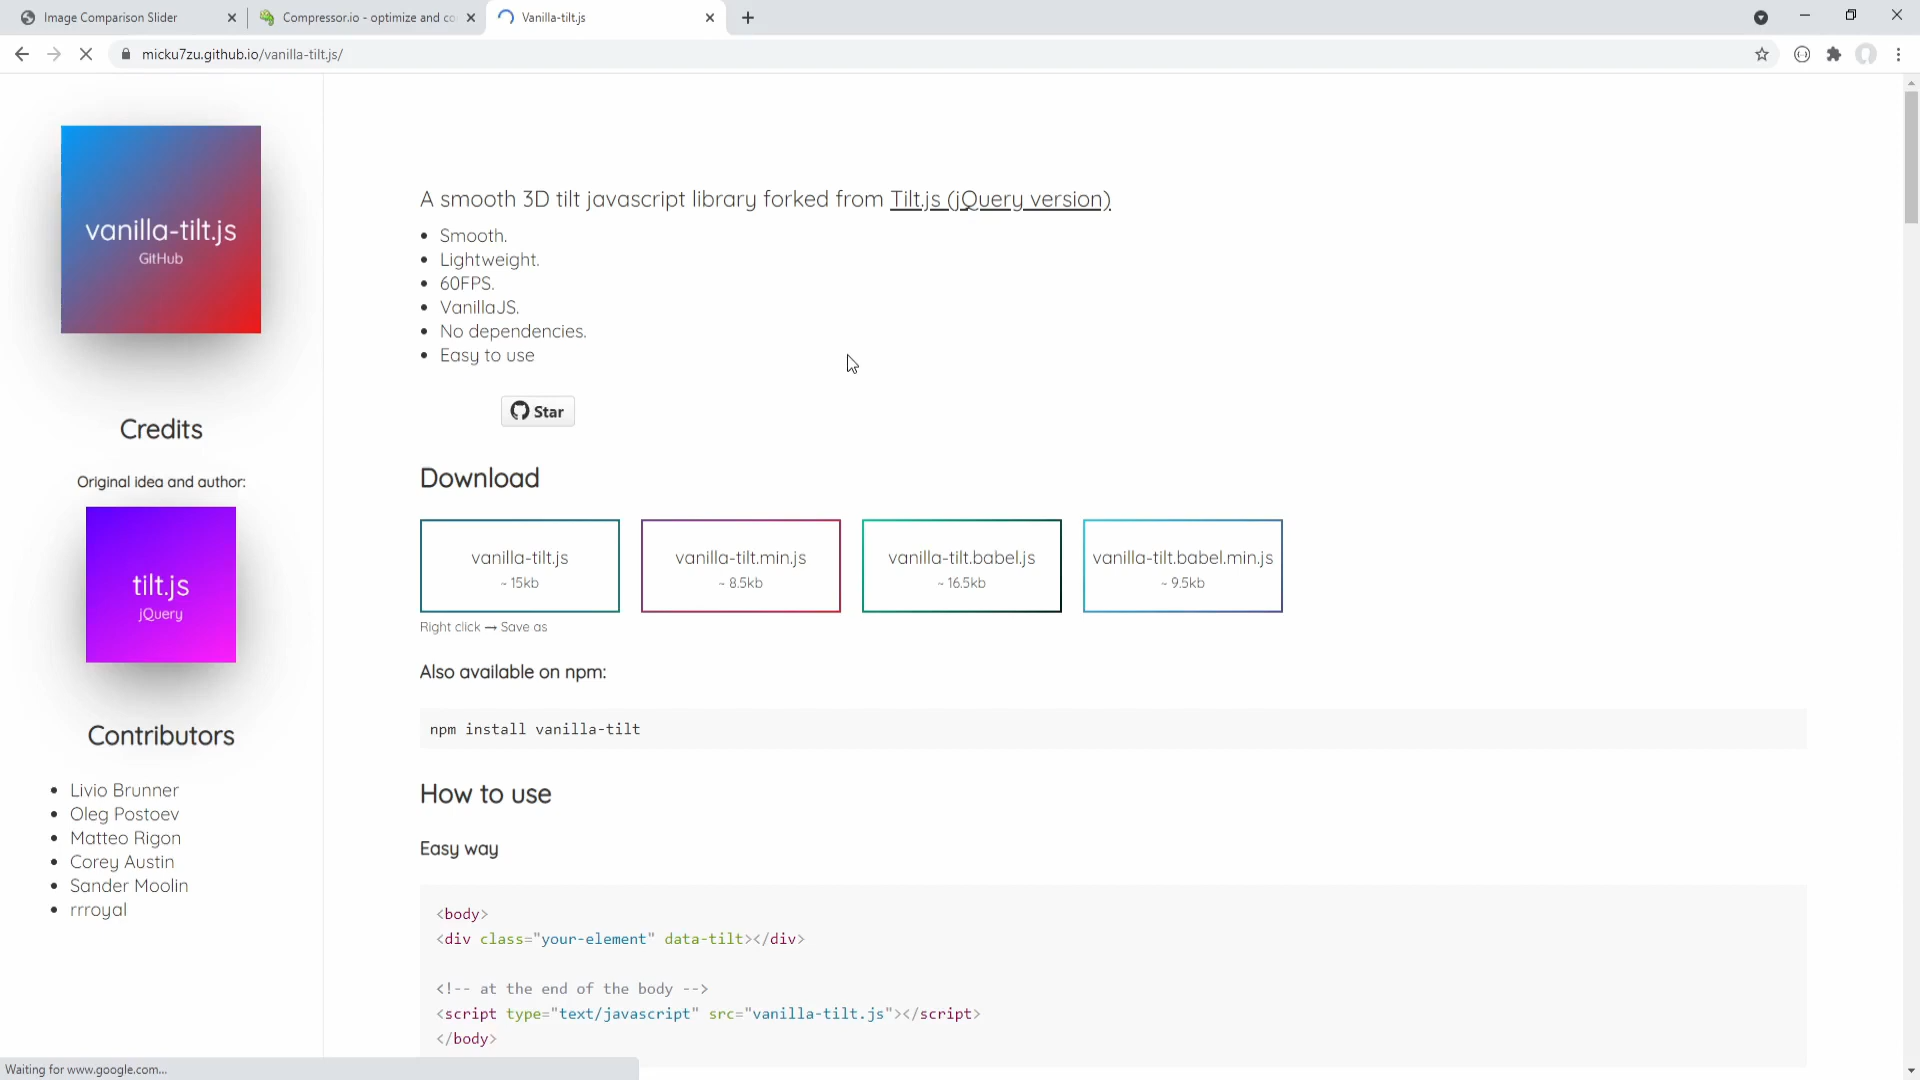 Image Comparison Slider
Compressor.io - optimize and co
Vanilla-tilt.js
micku7zu.github.io/vanilla-tilt.js/
vanilla-tilt.js
GitHub
Credits
Original idea and author:
tilt.js
jQuery
Contributors
Livio Brunner
Oleg Postoev
Matteo Rigon
Corey Austin
Sander Moolin
rrroyal
A smooth 3D tilt javascript library forked from Tilt.js (jQuery version)
Smooth.
Lightweight.
60FPS.
VanillaJS.
No dependencies.
Easy to use
Star
Download
vanilla-tilt.js
~ 15kb
vanilla-tilt.min.js
~ 8.5kb
vanilla-tilt.babel.js
~ 16.5kb
vanilla-tilt.babel.min.js
~ 9.5kb
Right click → Save as
Also available on npm:
npm install vanilla-tilt
How to use
Easy way
<body>
<div class="your-element" data-tilt></div>
<!-- at the end of the body -->
<script type="text/javascript" src="vanilla-tilt.js"></script>
</body>
Waiting for www.google.com...